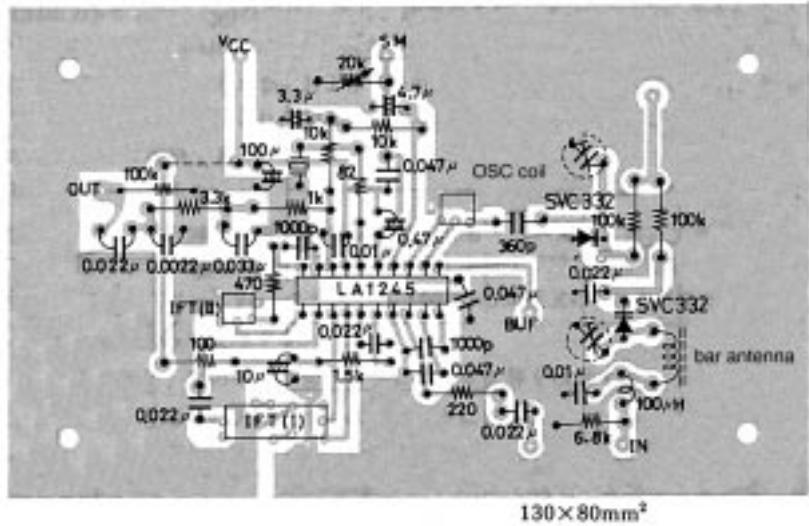 VCC
SM
20k
3.3μ
4.7μ
10k
10k
100μ
82
0.047μ
OSC coil
100k
OUT
3.3k
1k
SVC332
100k
100k
1000p
0.01μ
0.47μ
360p
0.022μ
0.0022μ
0.033μ
470
LA1245
0.047μ
0.022μ
SVC332
IFT(II)
BUF
0.022μ
100
1000p
bar antenna
10μ
1.5k
0.047μ
0.01μ
0.022μ
IFT(I)
220
0.022μ
100μH
6.8k
IN
130×80mm²